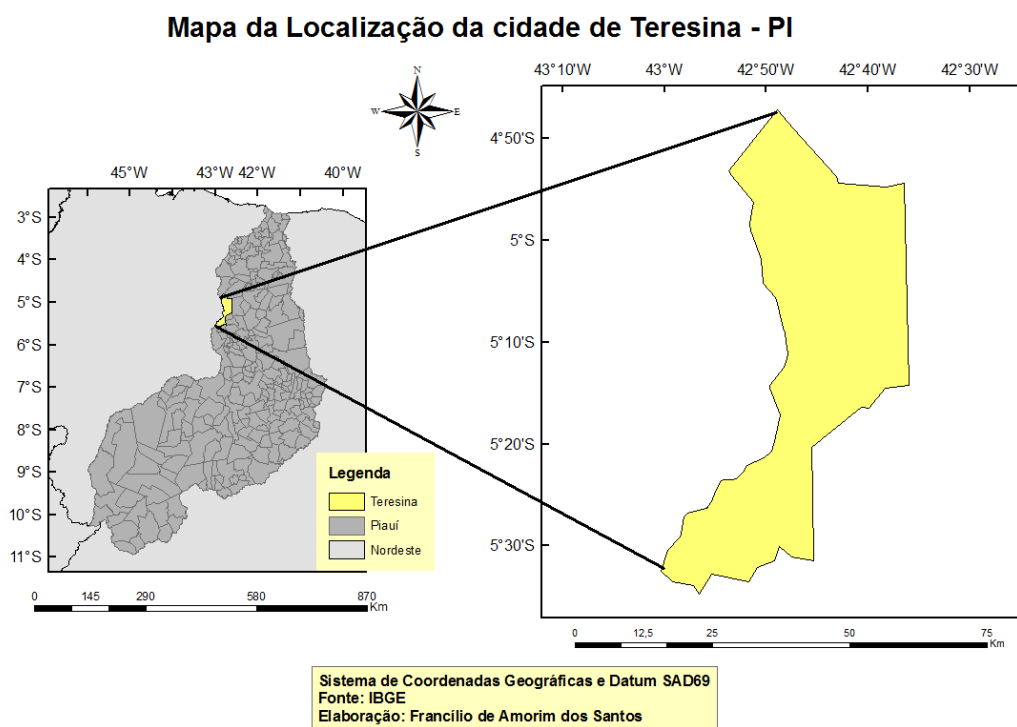 Mapa da Localização da cidade de Teresina - PI
N
W E
S
45°W 43°W 42°W 40°W
3°S
4°S
5°S
6°S
7°S
8°S
9°S
10°S
11°S
Legenda
Teresina
Piauí
Nordeste
0 145 290 580 870
Km
43°10'W 43°0'W 42°50'W 42°40'W 42°30'W
4°50'S
5°S
5°10'S
5°20'S
5°30'S
0 12,5 25 50 75
Km
Sistema de Coordenadas Geográficas e Datum SAD69
Fonte: IBGE
Elaboração: Francílio de Amorim dos Santos